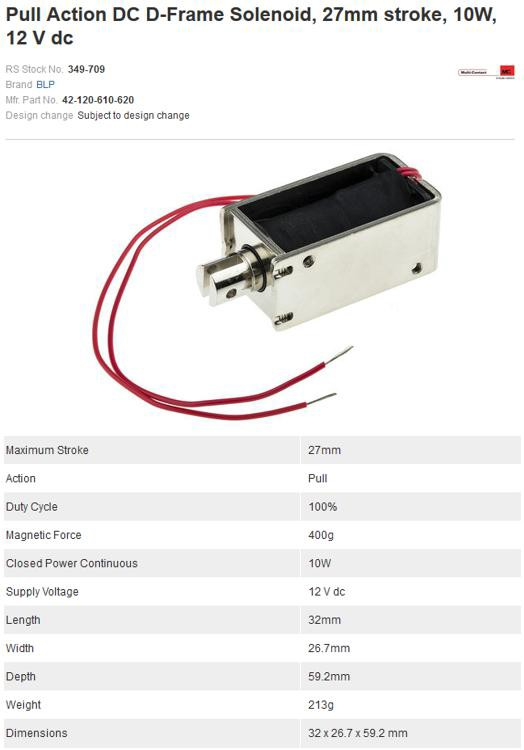 Pull Action DC D-Frame Solenoid, 27mm stroke, 10W,
12 V dc
RS Stock No. 349-709
Brand BLP
Mfr. Part No. 42-120-610-620
Design change Subject to design change
Multi-Contact MC
Maximum Stroke 27mm
Action Pull
Duty Cycle 100%
Magnetic Force 400g
Closed Power Continuous 10W
Supply Voltage 12 V dc
Length 32mm
Width 26.7mm
Depth 59.2mm
Weight 213g
Dimensions 32 x 26.7 x 59.2 mm